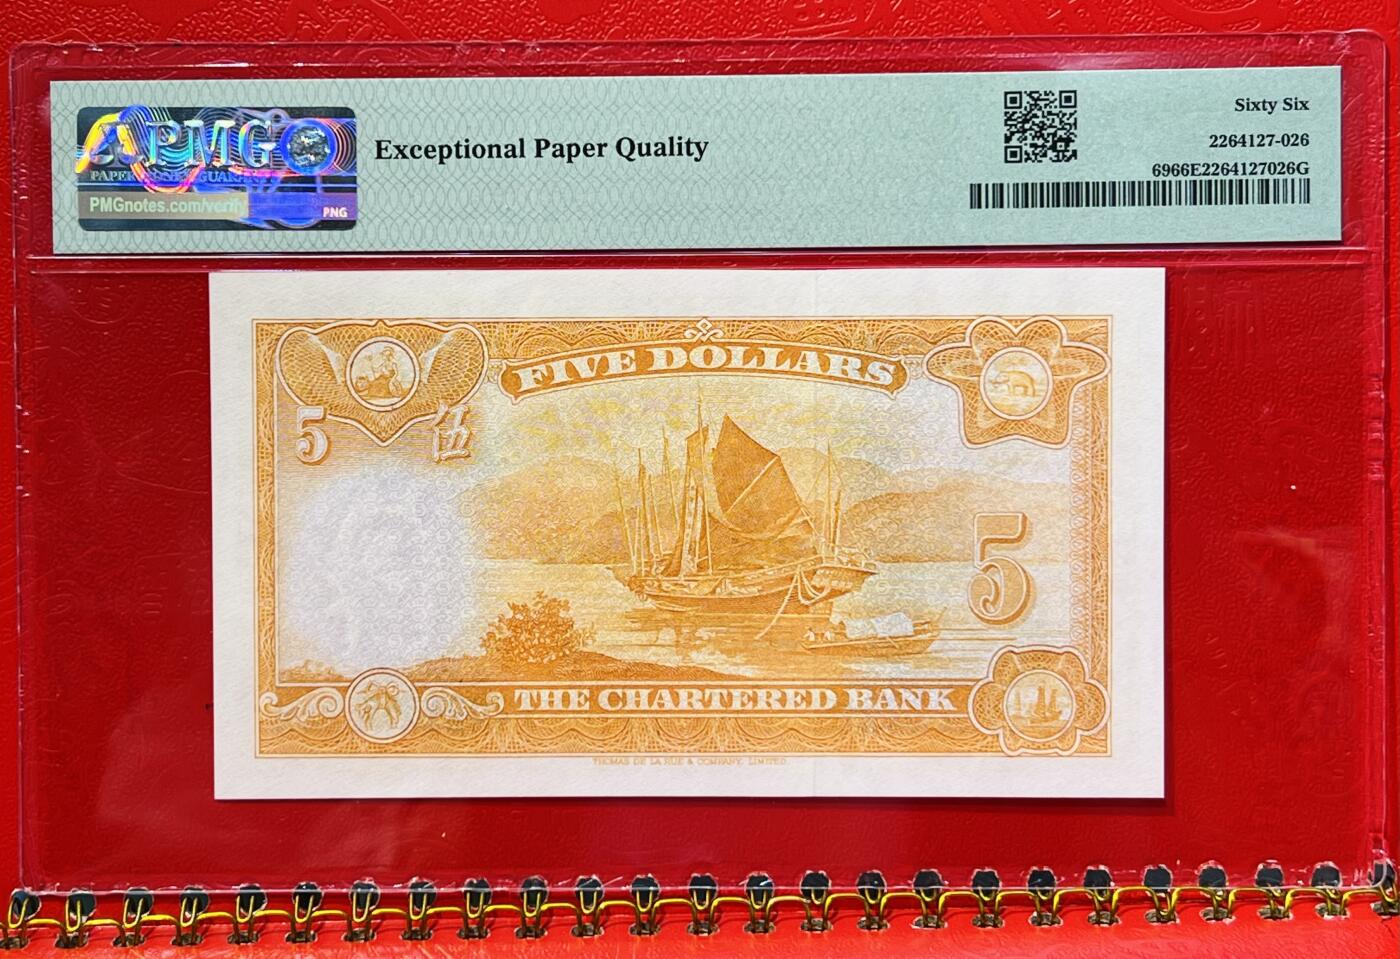 PMG
PAPER MONEY GUARANTY
PMGnotes.com/verify
PNG
Exceptional Paper Quality
Sixty Six
2264127-026
6966E2264127026G
FIVE DOLLARS
5
伍
5
THE CHARTERED BANK
THOMAS DE LA RUE & COMPANY, LIMITED.